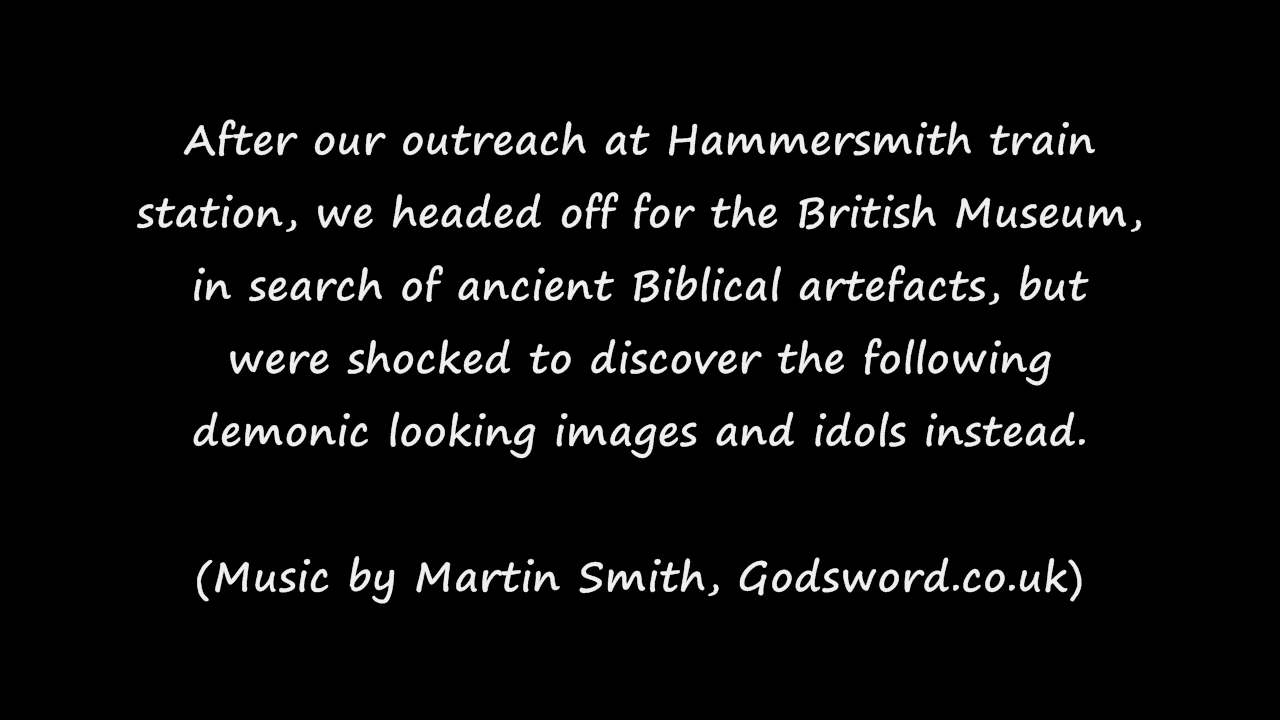 After our outreach at Hammersmith train
station, we headed off for the British Museum,
in search of ancient Biblical artefacts, but
were shocked to discover the following
demonic looking images and idols instead.
(Music by Martin Smith, Godsword.co.uk)